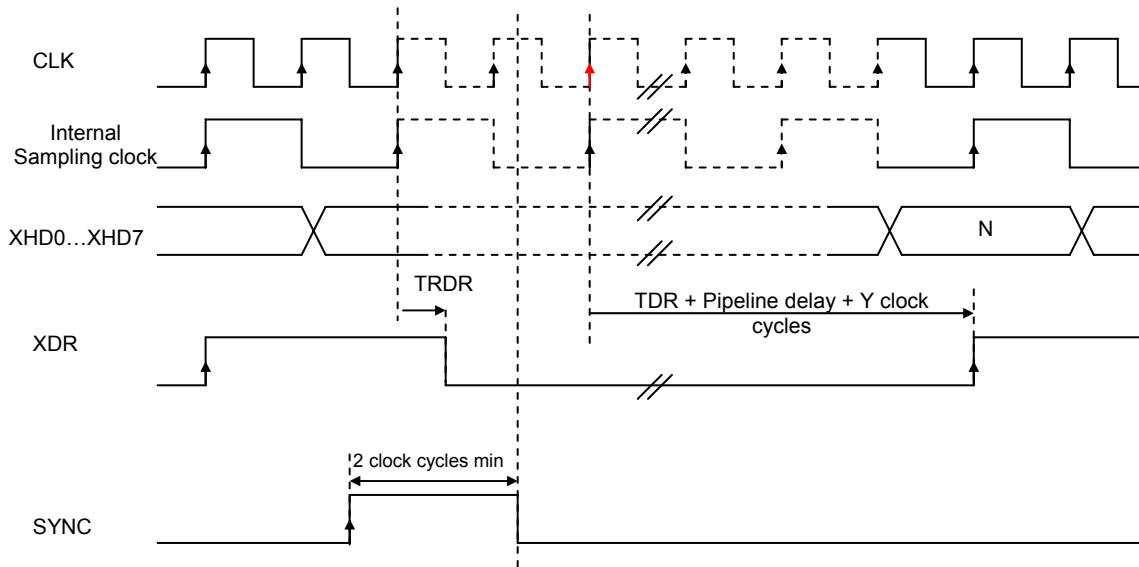 CLK
Internal
Sampling clock
XHD0…XHD7
N
TRDR
TDR + Pipeline delay + Y clock
cycles
XDR
2 clock cycles min
SYNC